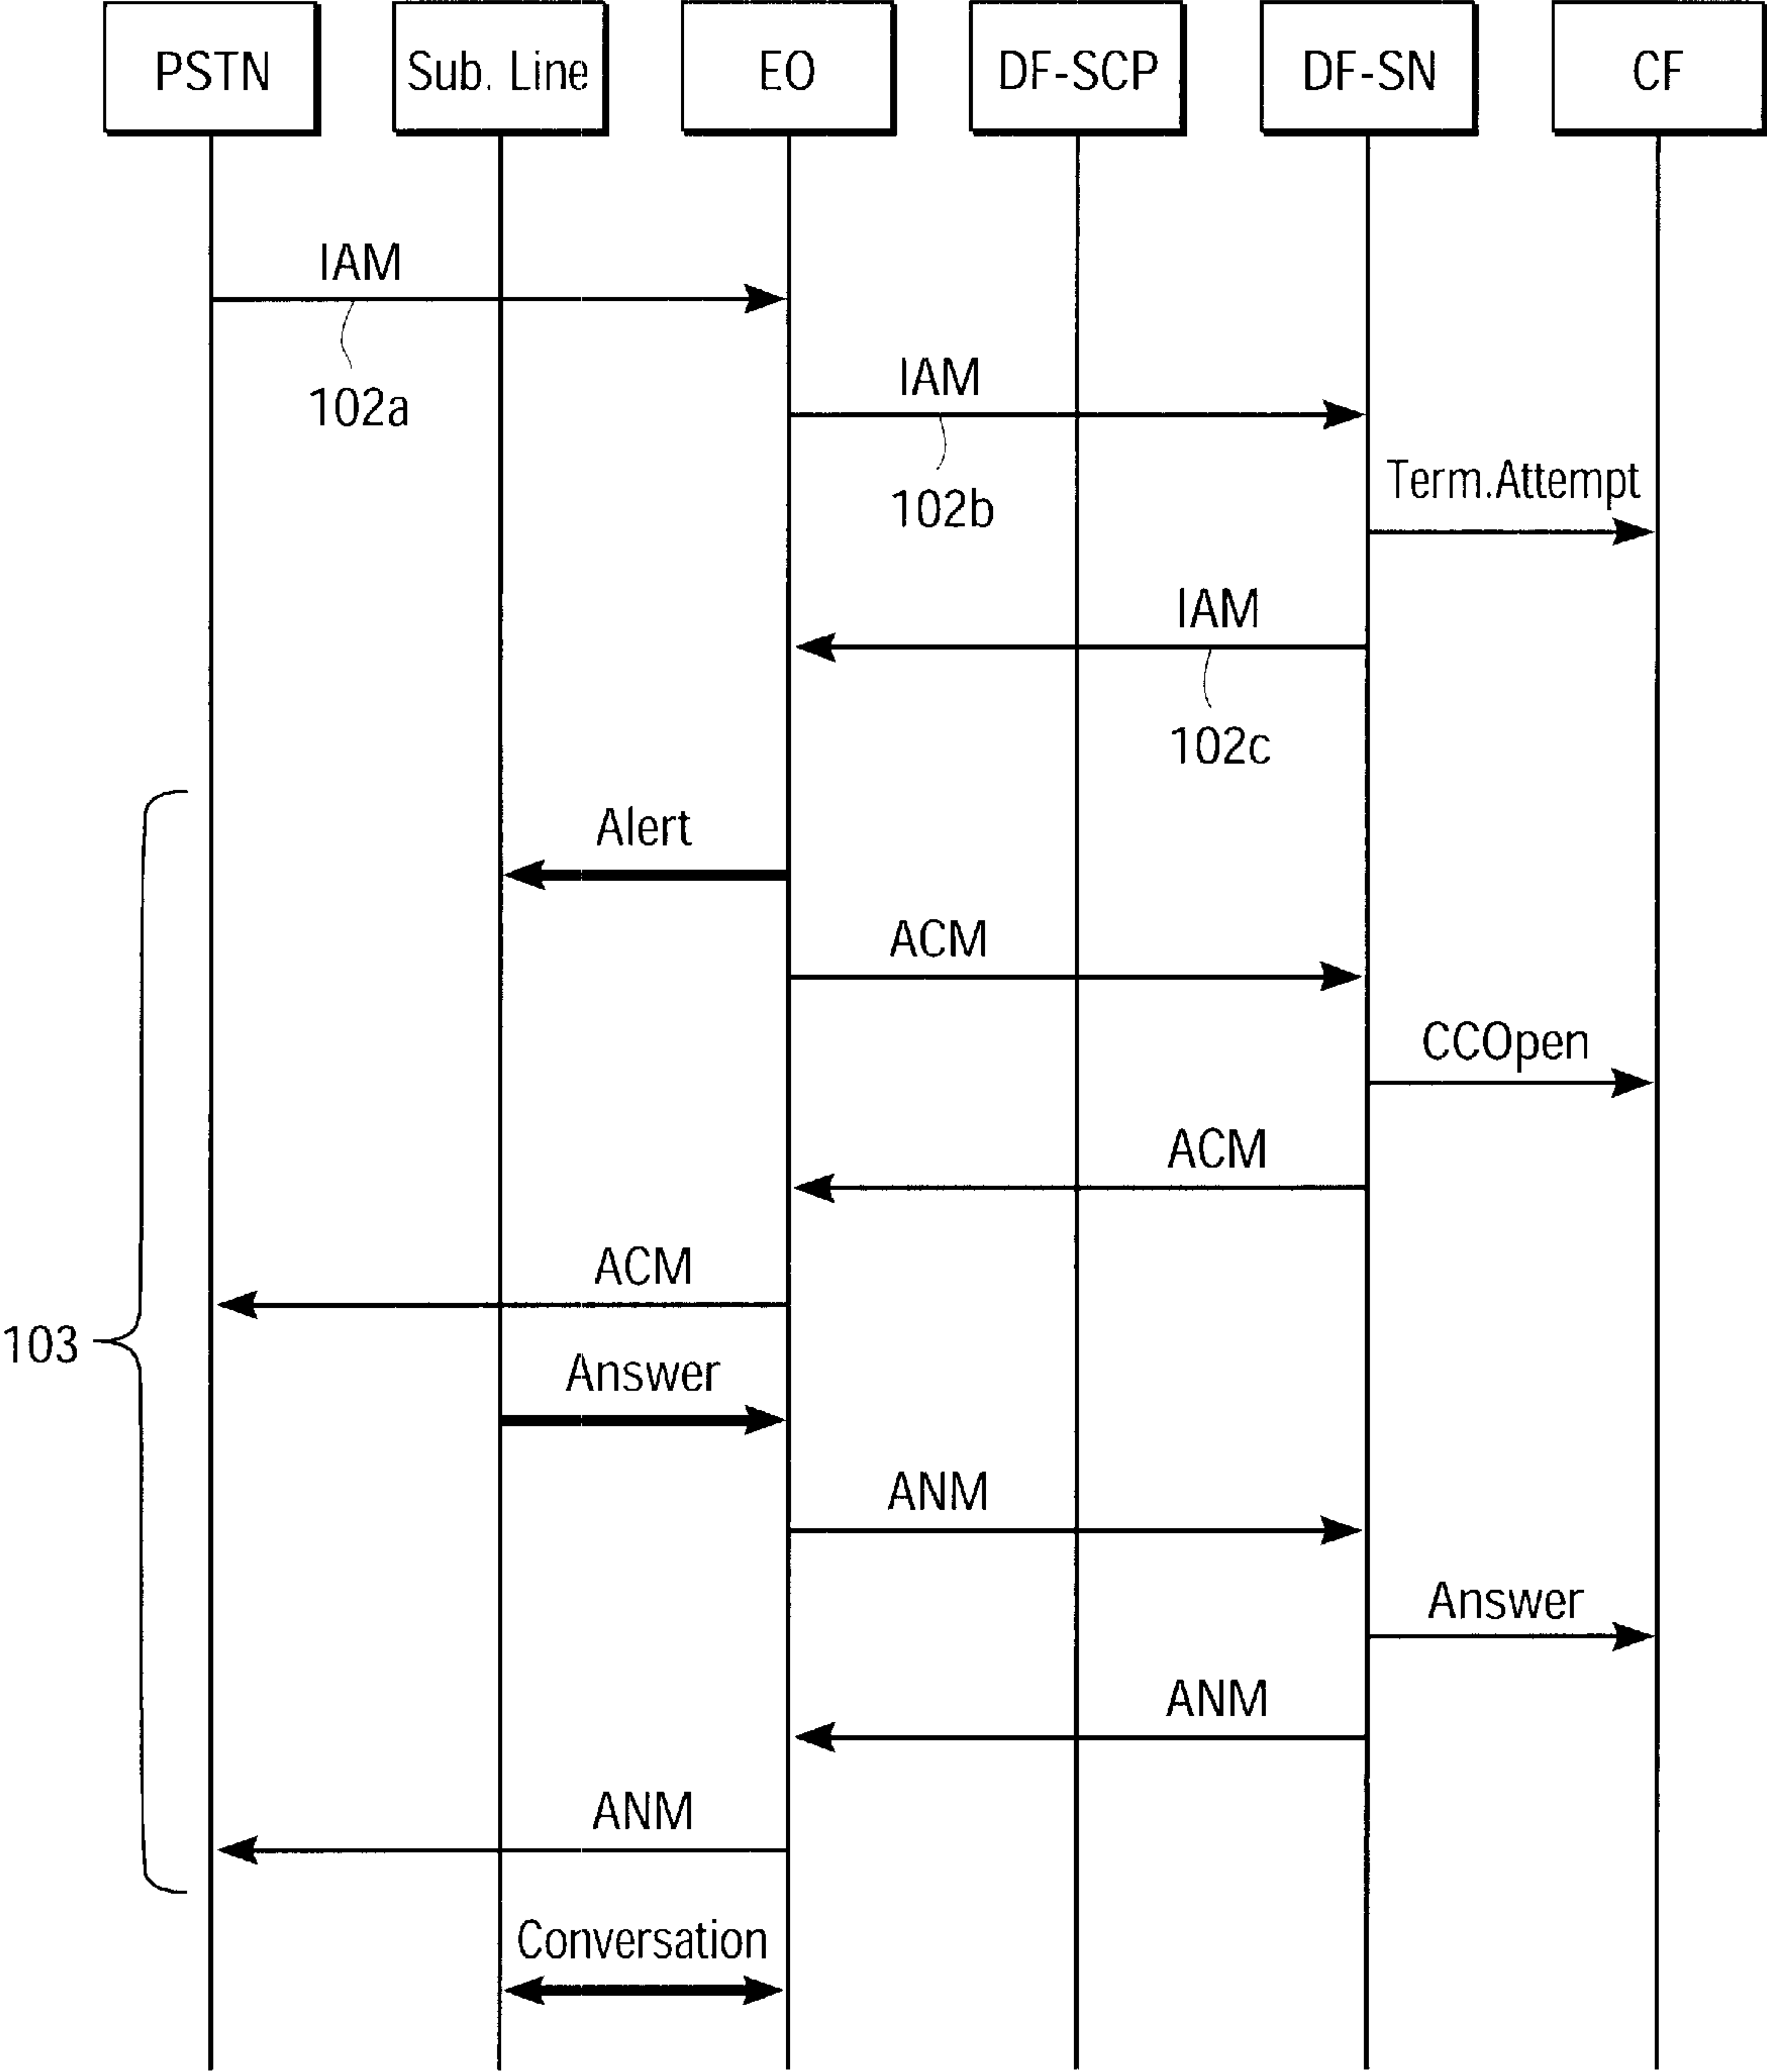 PSTN
Sub. Line
EO
DF-SCP
DF-SN
CF
IAM
102a
IAM
102b
Term.Attempt
IAM
102c
Alert
ACM
CCOpen
ACM
ACM
103
Answer
ANM
Answer
ANM
ANM
Conversation